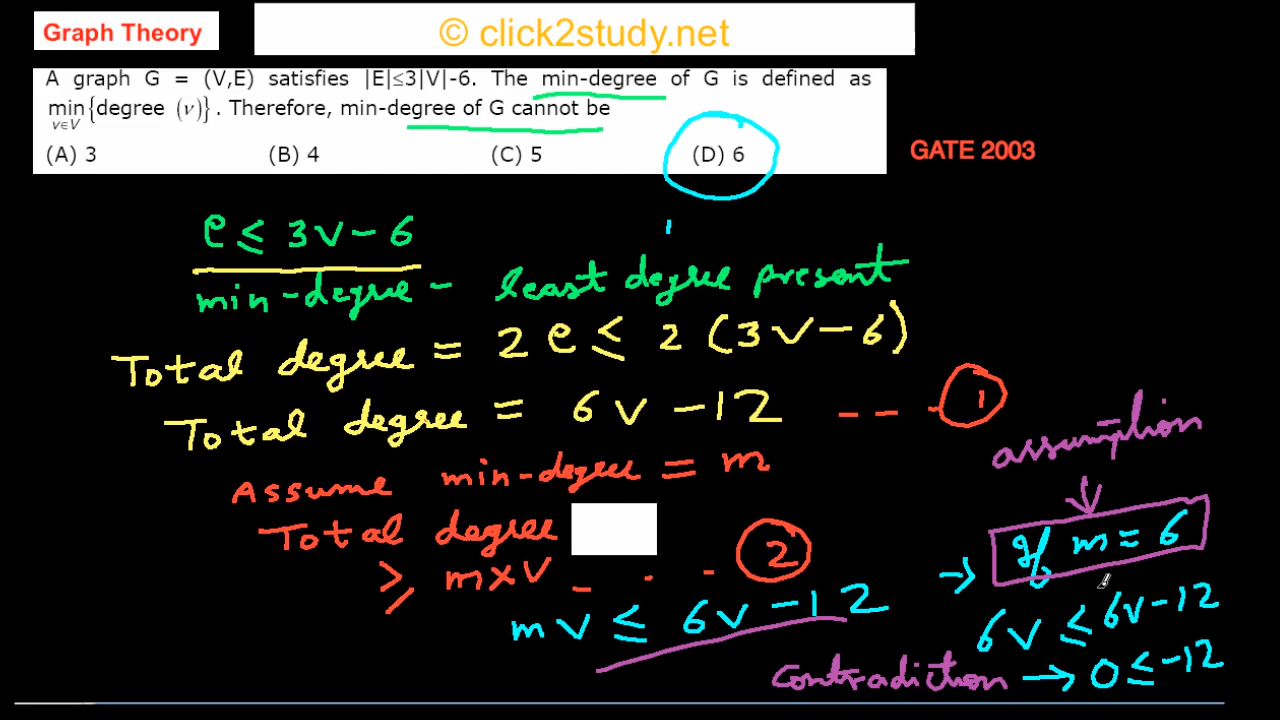 Graph Theory
© click2study.net
A graph G = (V,E) satisfies |E|≤3|V|-6. The min-degree of G is defined as
min{degree (v)}. Therefore, min-degree of G cannot be
v∈V
(A) 3 (B) 4 (C) 5 (D) 6
GATE 2003
e ≤ 3v - 6
min-degree - least degree present
Total degree = 2e ≤ 2(3v-6)
Total degree = 6v - 12 --- 1
Assume min-degree = m
Total degree
≥ m×v --- 2
mv ≤ 6v - 12
assumption
→ If m = 6
6v ≤ 6v-12
contradiction → 0 ≤ -12